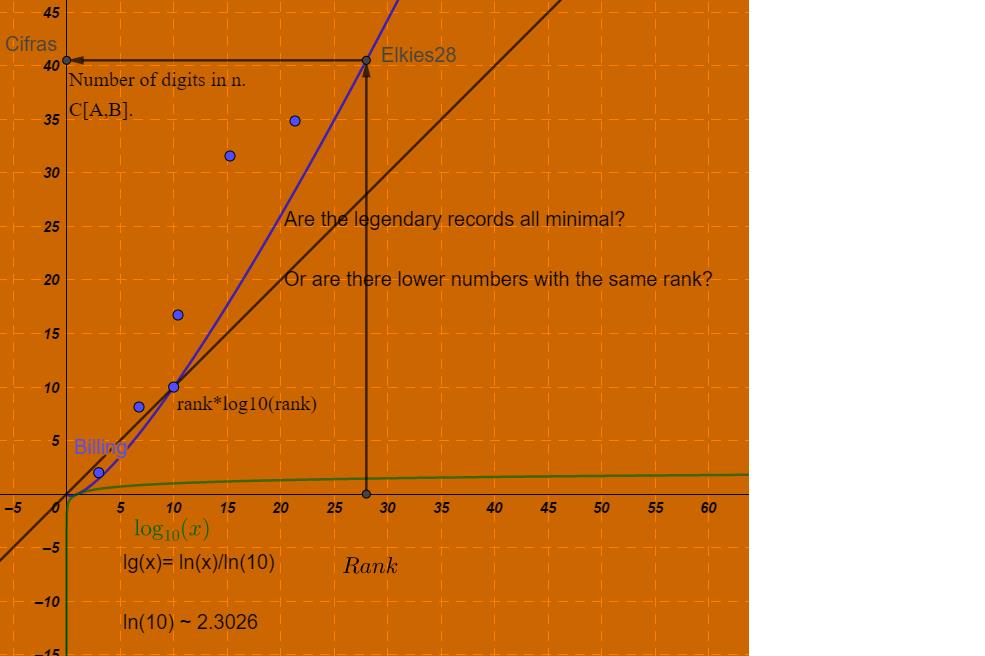 45
Cifras
Elkies28
40
Number of digits in n.
C[A,B].
35
30
Are the legendary records all minimal?
25
Or are there lower numbers with the same rank?
20
15
10
rank*log10(rank)
5
Billing
–5 0 5 10 15 20 25 30 35 40 45 50 55 60
log10(x)
–5
lg(x)= ln(x)/ln(10)
Rank
–10
ln(10) ~ 2.3026
–15